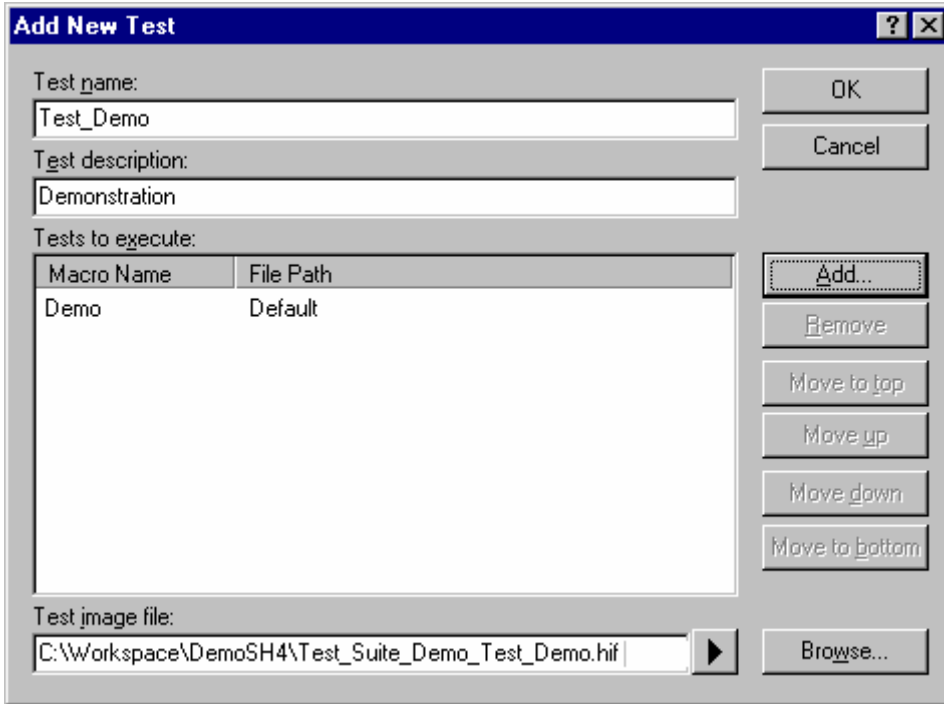 Add New Test
Test name:
OK
Test_Demo
Cancel
Test description:
Demonstration
Tests to execute:
Macro Name File Path
Add...
Demo Default
Remove
Move to top
Move up
Move down
Move to bottom
Test image file:
C:\Workspace\DemoSH4\Test_Suite_Demo_Test_Demo.hif
Browse...